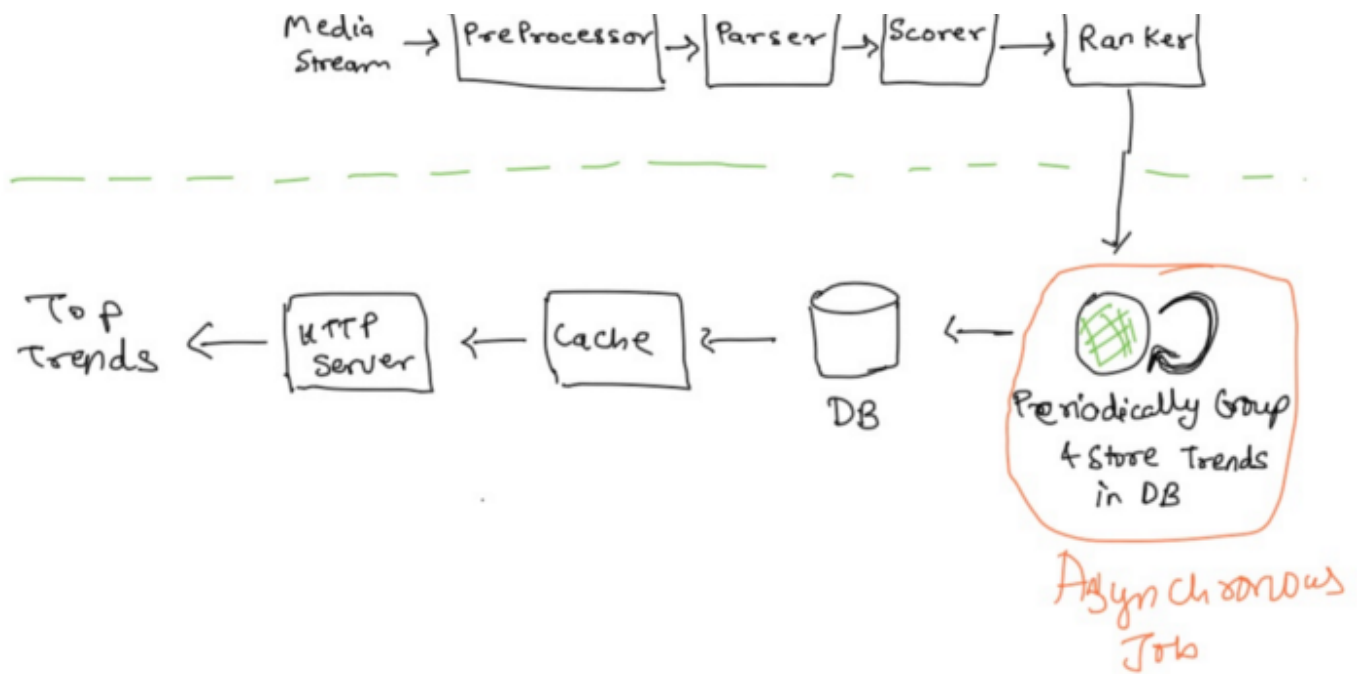 Media
Stream
PreProcessor
Parser
Scorer
Ranker
Top
Trends
HTTP
Server
Cache
DB
Periodically Group
& Store Trends
in DB
Asynchronous
Job